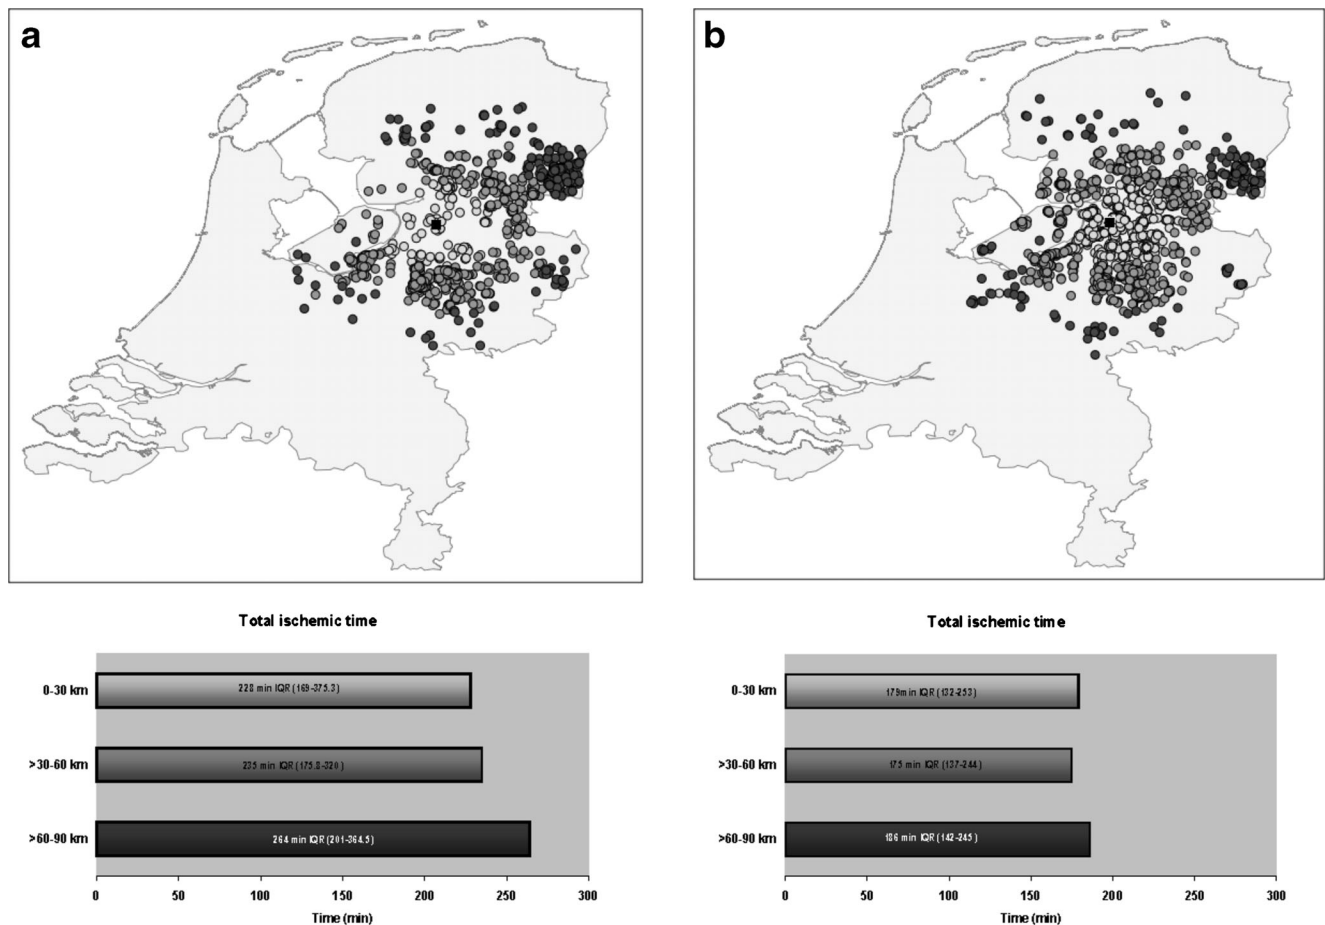 a
b
Total ischemic time
0-30 km
228 min IQR (169-375.3)
>30-60 km
235 min IQR (175.8-320)
>60-90 km
264 min IQR (201-364.5)
0 50 100 150 200 250 300
Time (min)
Total ischemic time
0-30 km
179min IQR (132-253)
>30-60 km
175 min IQR (137-244)
>60-90 km
186 min IQR (142-245)
0 50 100 150 200 250 300
Time (min)